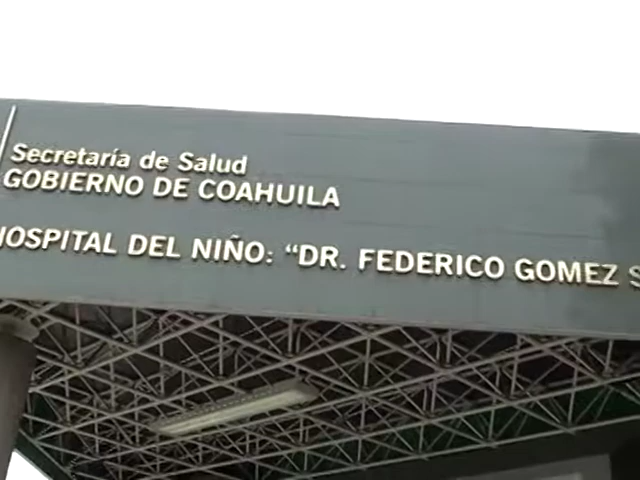 Secretaría de Salud
GOBIERNO DE COAHUILA
HOSPITAL DEL NIÑO: “DR. FEDERICO GOMEZ S